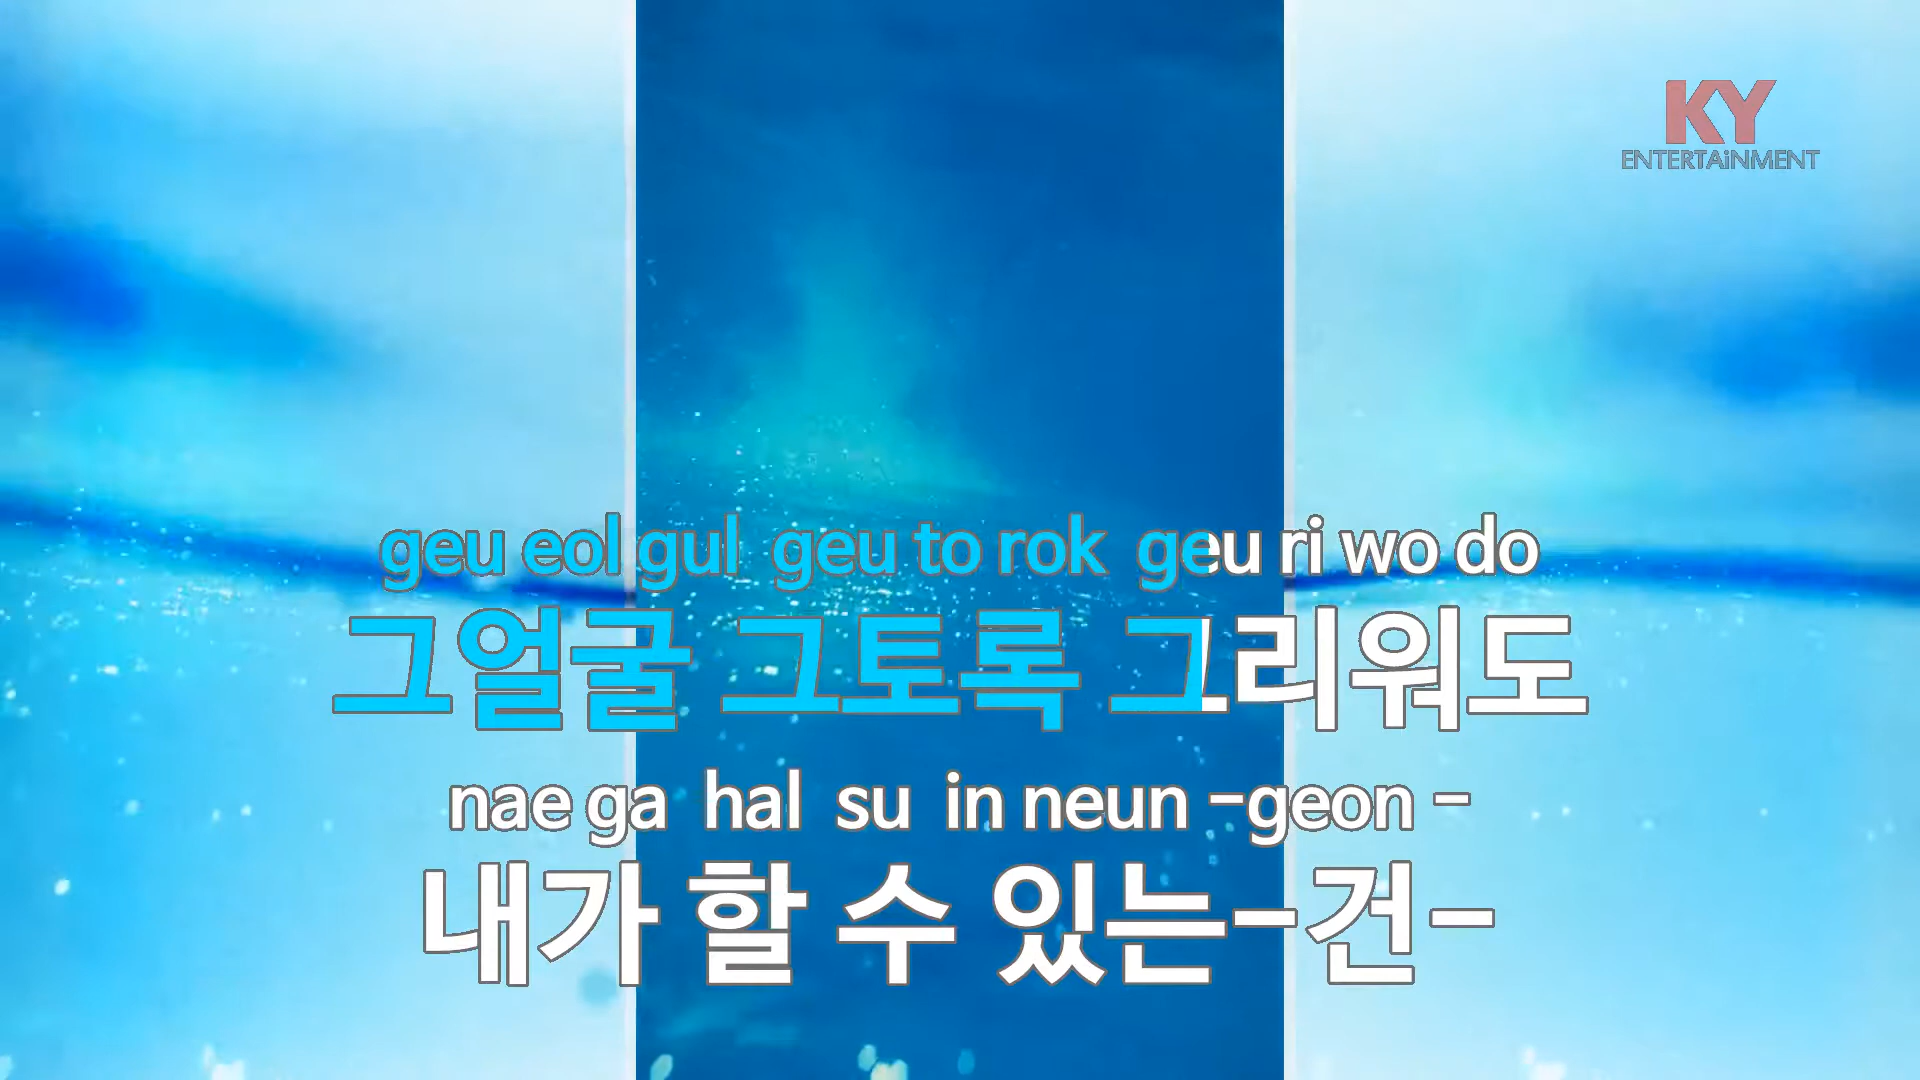 KY
ENTERTAiNMENT
geu eol gul geu to rok geu ri wo do
그얼굴 그토록 그리워도
nae ga hal su in neun -geon -
내가 할 수 있는-건-